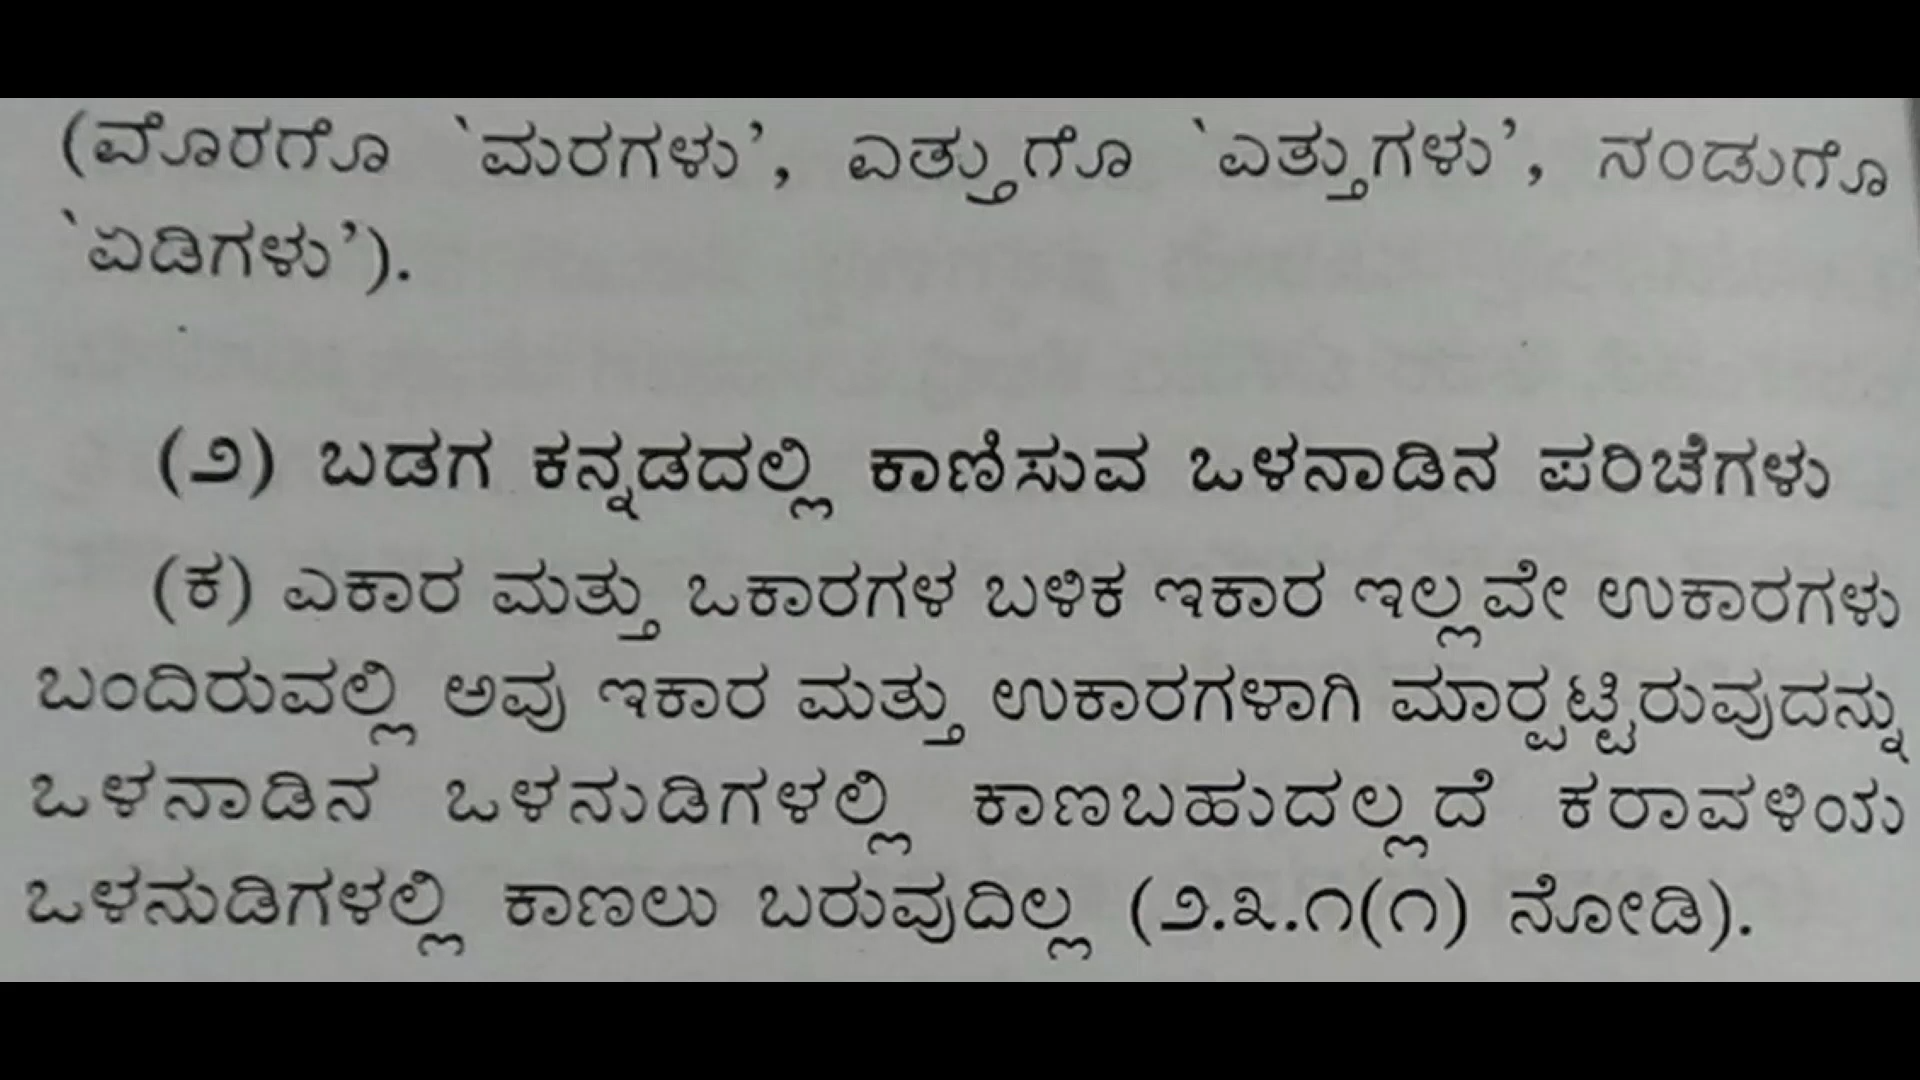 (ಮೊರಗೊ `ಮರಗಳು', ಎತ್ತುಗೊ `ಎತ್ತುಗಳು', ನಂಡುಗೊ
`ಏಡಿಗಳು').
(೨) ಬಡಗ ಕನ್ನಡದಲ್ಲಿ ಕಾಣಿಸುವ ಒಳನಾಡಿನ ಪರಿಚೆಗಳು
(ಕ) ಎಕಾರ ಮತ್ತು ಒಕಾರಗಳ ಬಳಿಕ ಇಕಾರ ಇಲ್ಲವೇ ಉಕಾರಗಳು
ಬಂದಿರುವಲ್ಲಿ ಅವು ಇಕಾರ ಮತ್ತು ಉಕಾರಗಳಾಗಿ ಮಾರ‍್ಪಟ್ಟಿರುವುದನ್ನು
ಒಳನಾಡಿನ ಒಳನುಡಿಗಳಲ್ಲಿ ಕಾಣಬಹುದಲ್ಲದೆ ಕರಾವಳಿಯ
ಒಳನುಡಿಗಳಲ್ಲಿ ಕಾಣಲು ಬರುವುದಿಲ್ಲ (೨.೩.೧(೧) ನೋಡಿ).